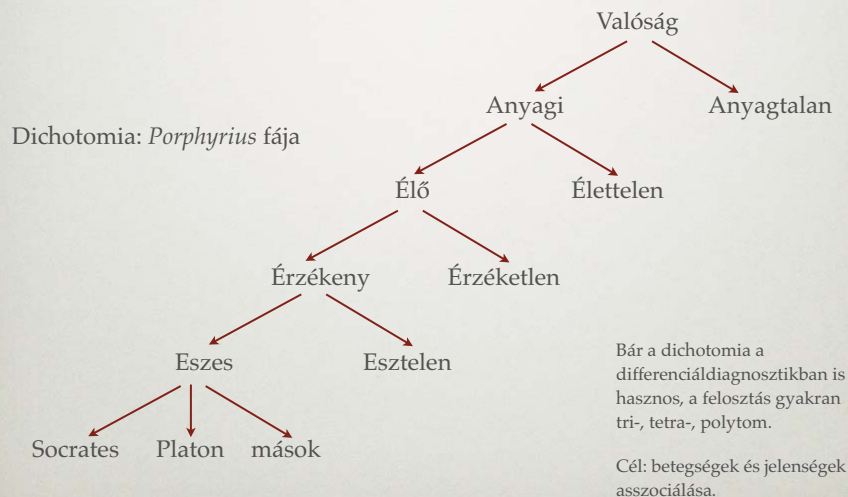 Valóság
Anyagi Anyagtalan
Dichotomia: Porphyrius fája
Élő Élettelen
Érzékeny Érzéketlen
Eszes Esztelen
Socrates Platon mások
Bár a dichotomia a
differenciáldiagnosztikban is
hasznos, a felosztás gyakran
tri-, tetra-, polytom.
Cél: betegségek és jelenségek
asszociálása.